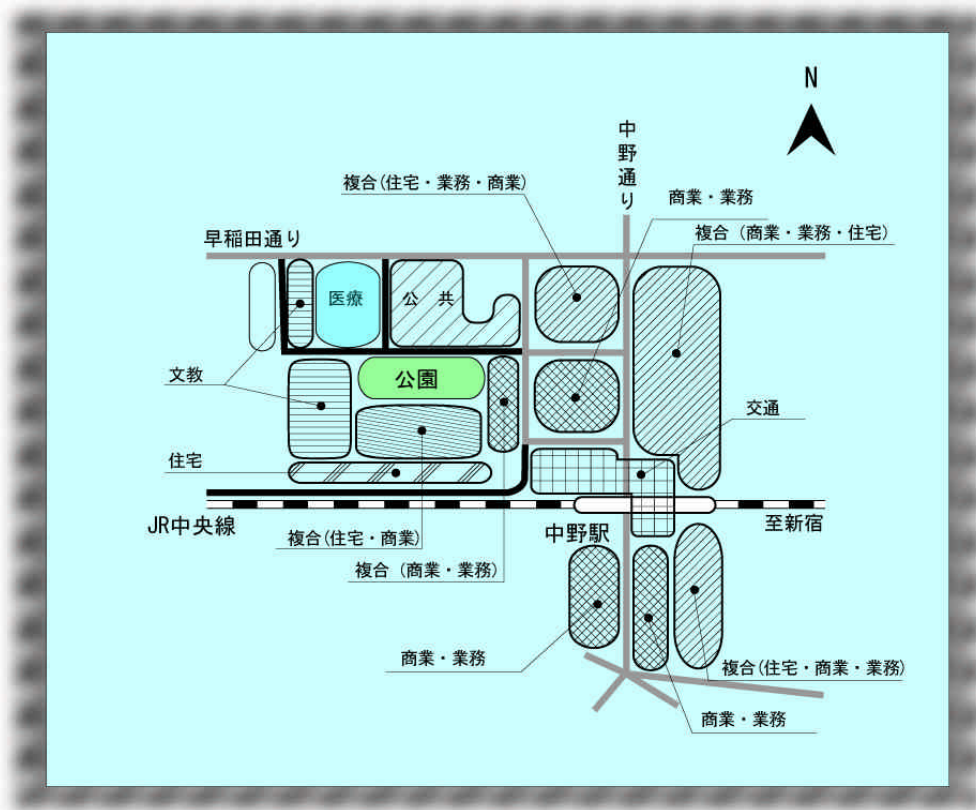 N
中野通り
複合(住宅・業務・商業)
商業・業務
早稲田通り
複合（商業・業務・住宅）
医療
公 共
公園
文教
交通
住宅
JR中央線
中野駅
至新宿
複合(住宅・商業)
複合（商業・業務)
商業・業務
複合(住宅・商業・業務)
商業・業務